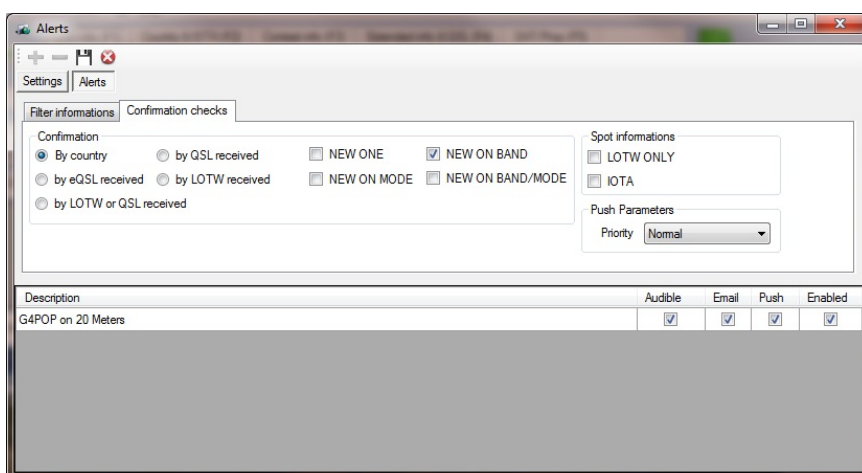 Alerts
Settings Alerts
Filter informations Confirmation checks
Confirmation
By country by QSL received NEW ONE NEW ON BAND
by eQSL received by LOTW received NEW ON MODE NEW ON BAND/MODE
by LOTW or QSL received
Spot informations
LOTW ONLY
IOTA
Push Parameters
Priority Normal
Description Audible Email Push Enabled
G4POP on 20 Meters